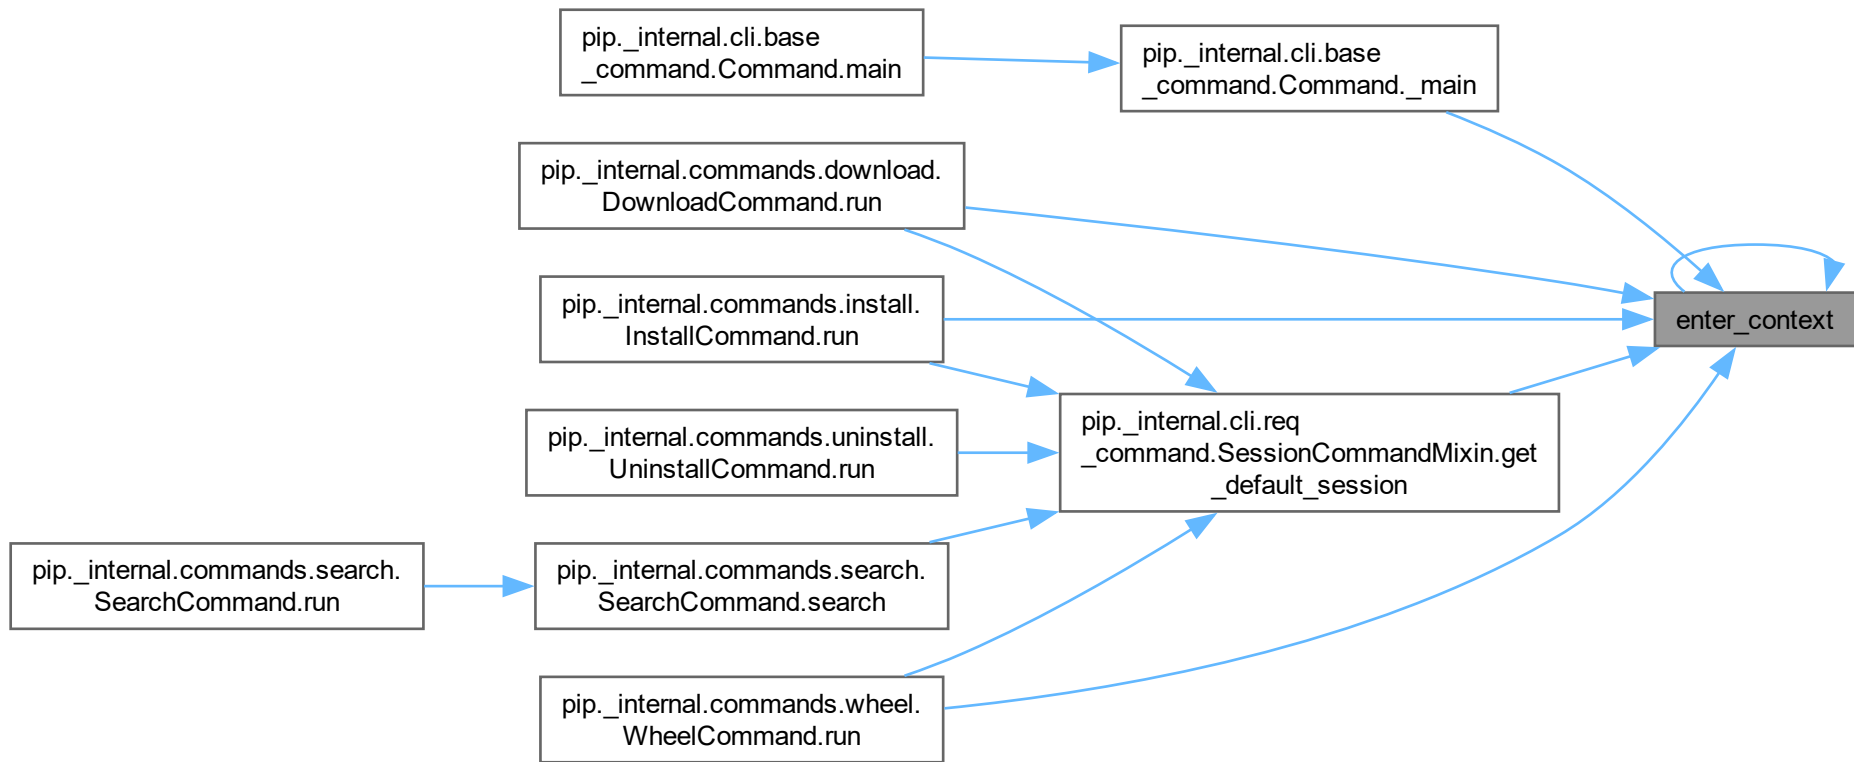 pip._internal.cli.base
_command.Command.main
pip._internal.cli.base
_command.Command._main
pip._internal.commands.download.
DownloadCommand.run
pip._internal.commands.install.
InstallCommand.run
enter_context
pip._internal.cli.req
_command.SessionCommandMixin.get
_default_session
pip._internal.commands.uninstall.
UninstallCommand.run
pip._internal.commands.search.
SearchCommand.run
pip._internal.commands.search.
SearchCommand.search
pip._internal.commands.wheel.
WheelCommand.run